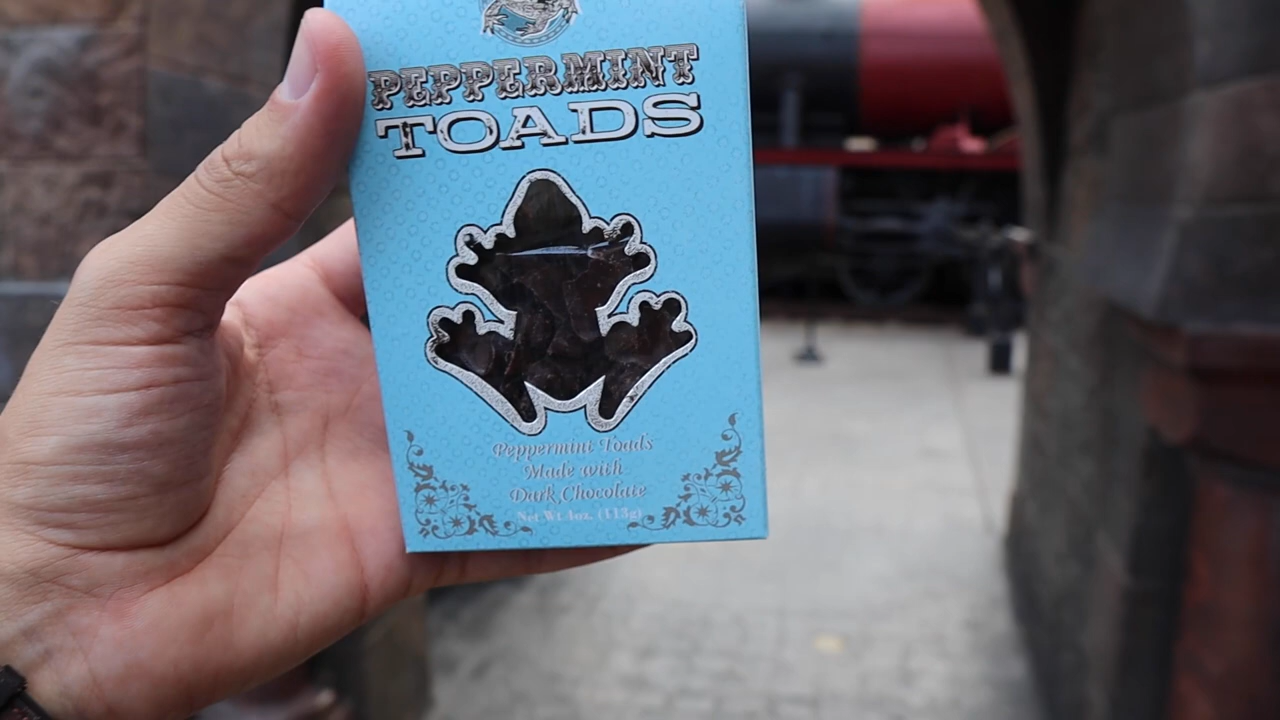 PEPPERMINT
TOADS
Peppermint Toads
Made with
Dark Chocolate
Net Wt 4oz. (113g)